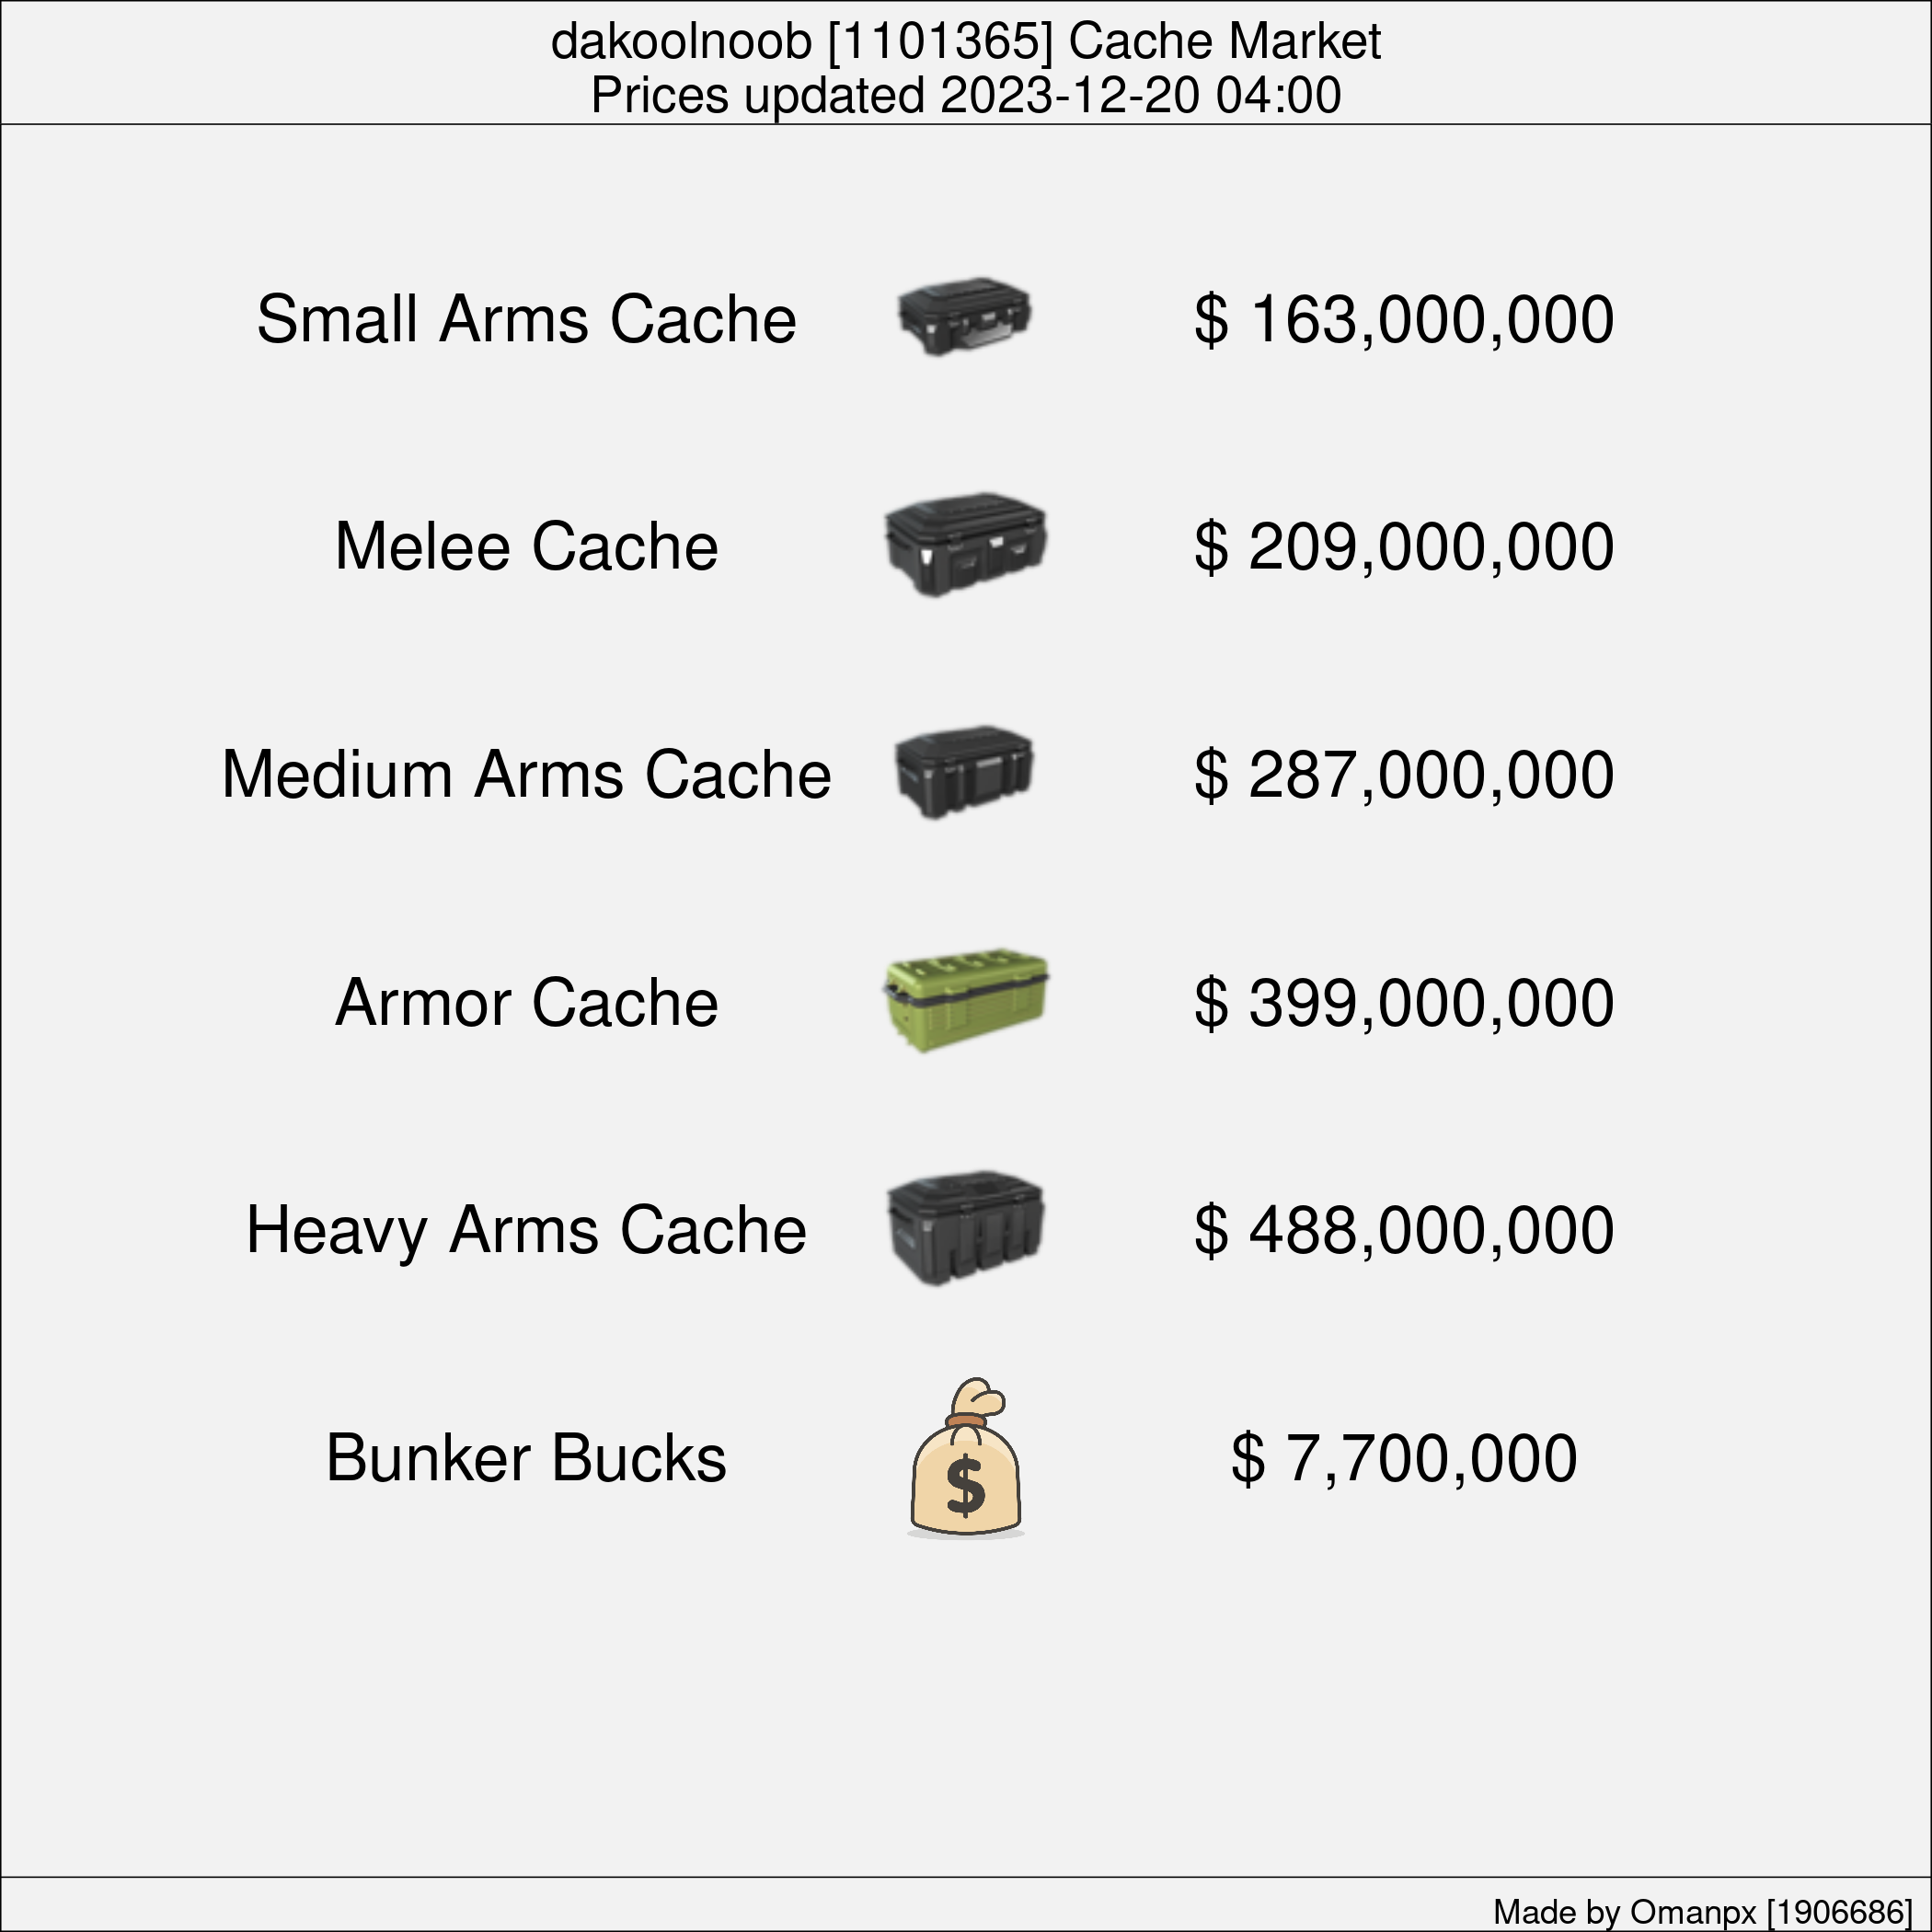 dakoolnoob [1101365] Cache Market
Prices updated 2023-12-20 04:00
Small Arms Cache $ 163,000,000
Melee Cache $ 209,000,000
Medium Arms Cache $ 287,000,000
Armor Cache $ 399,000,000
Heavy Arms Cache $ 488,000,000
Bunker Bucks $ $ 7,700,000
Made by Omanpx [1906686]